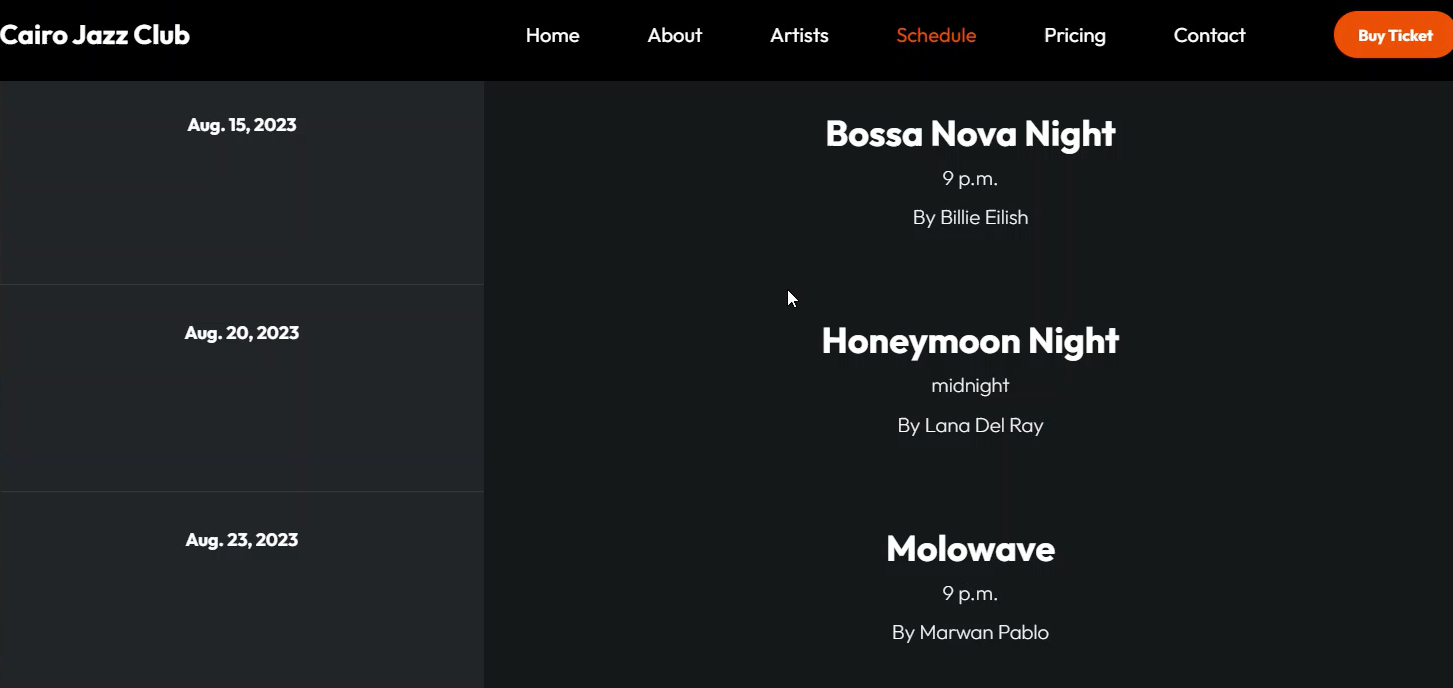 Cairo Jazz Club
Home
About
Artists
Schedule
Pricing
Contact
Buy Ticket
Aug. 15, 2023
Bossa Nova Night
9 p.m.
By Billie Eilish
Aug. 20, 2023
Honeymoon Night
midnight
By Lana Del Ray
Aug. 23, 2023
Molowave
9 p.m.
By Marwan Pablo